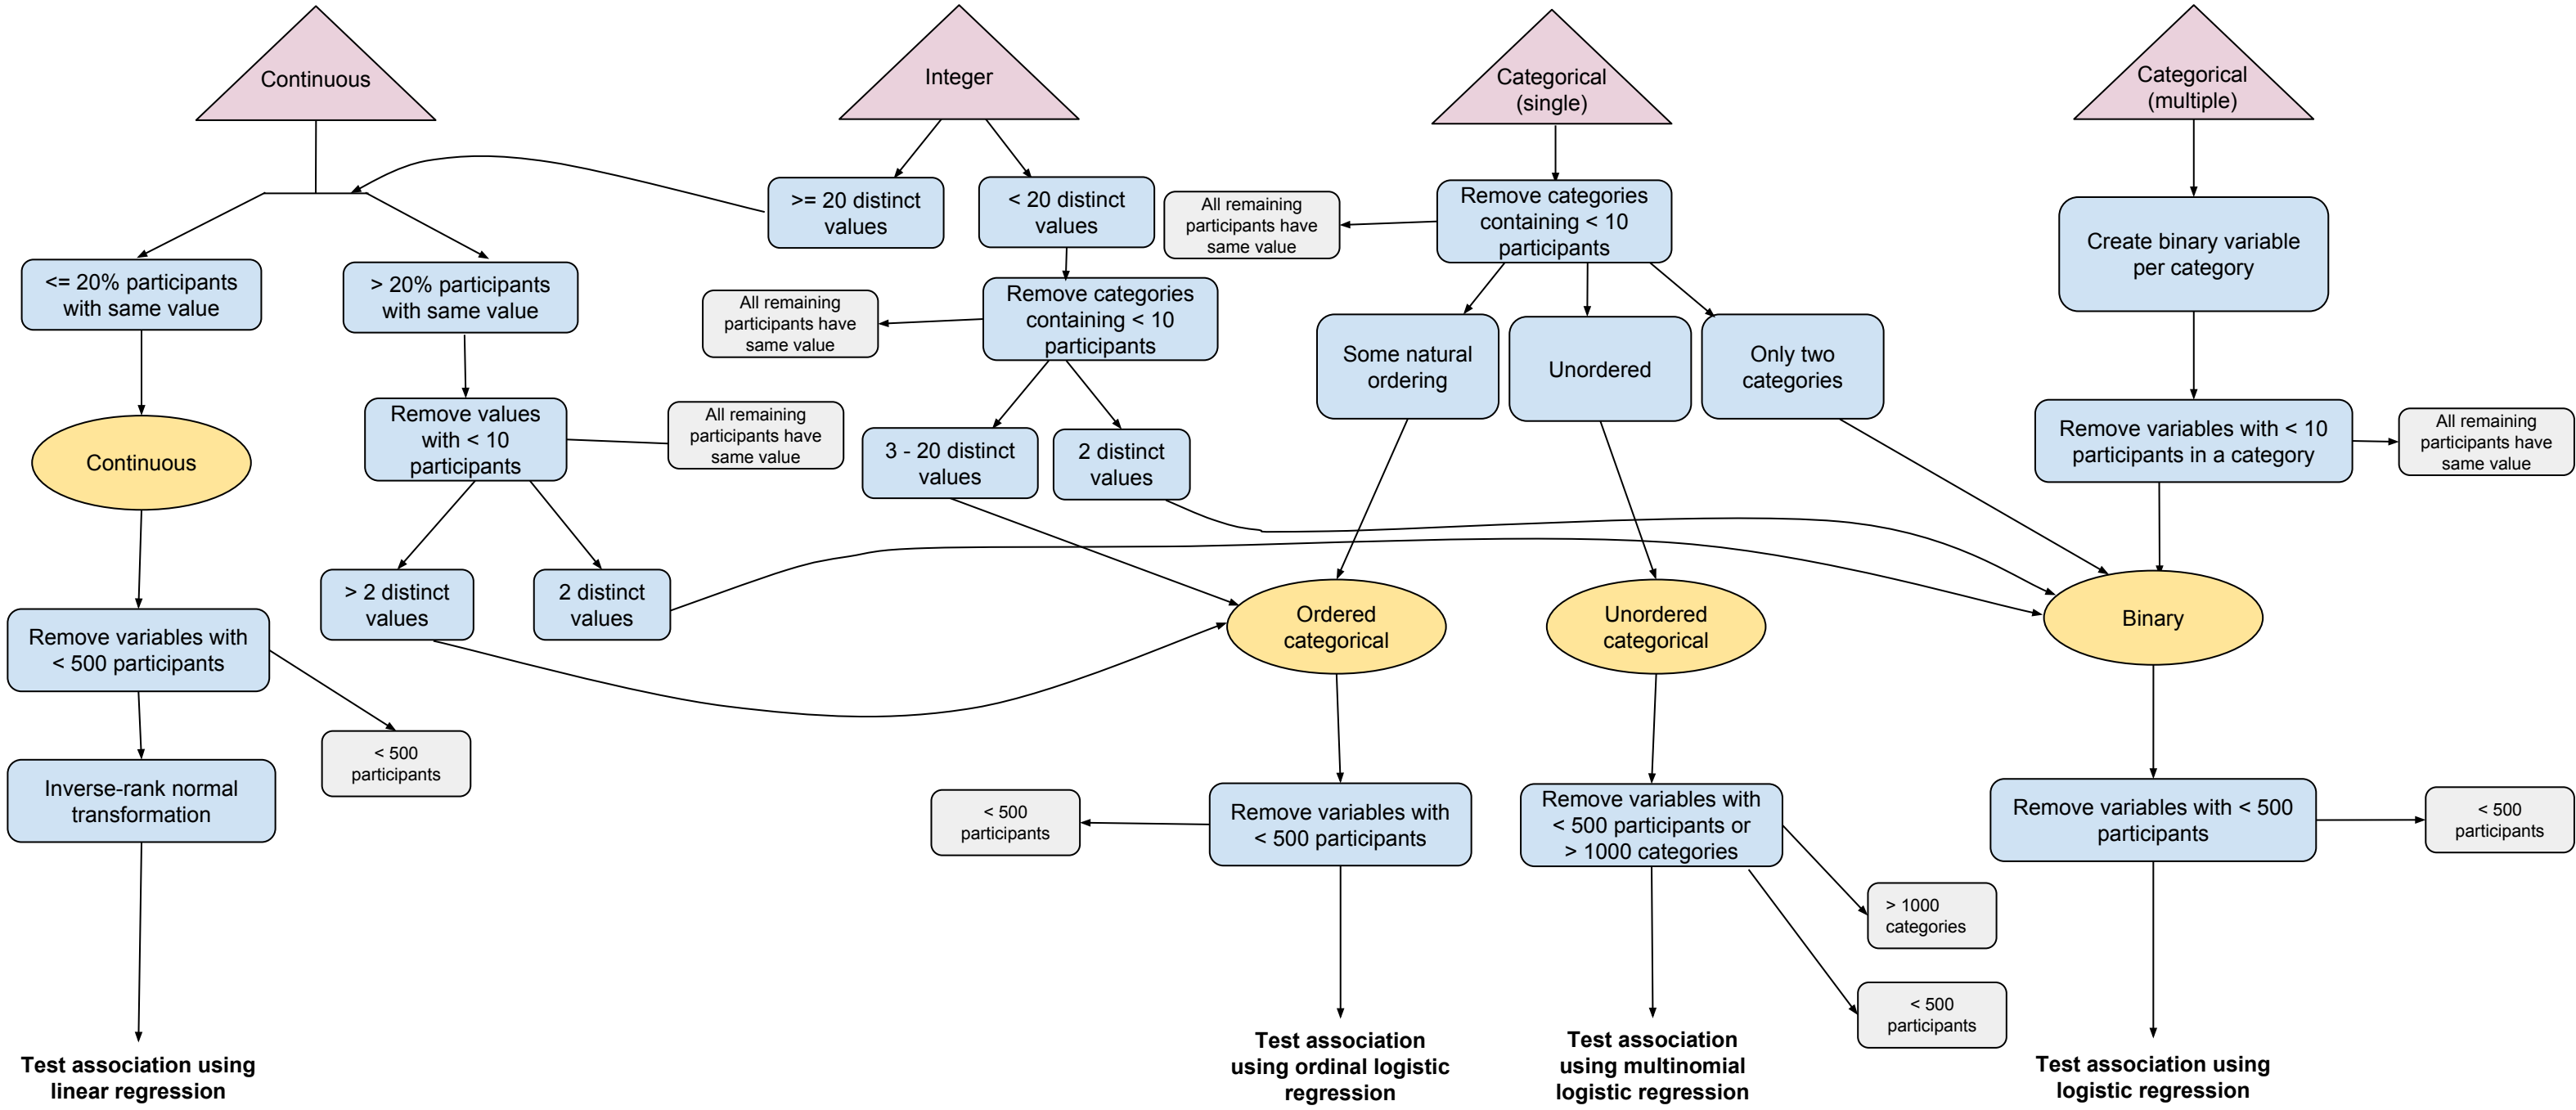 Continuous
Integer
Categorical
(single)
Categorical
(multiple)
>= 20 distinct
values
< 20 distinct
values
All remaining
participants have
same value
Remove categories
containing < 10
participants
Create binary variable
per category
<= 20% participants
with same value
> 20% participants
with same value
All remaining
participants have
same value
Remove categories
containing < 10
participants
Some natural
ordering
Unordered
Only two
categories
Continuous
Remove values
with < 10
participants
All remaining
participants have
same value
3 - 20 distinct
values
2 distinct
values
Remove variables with < 10
participants in a category
All remaining
participants have
same value
> 2 distinct
values
2 distinct
values
Ordered
categorical
Unordered
categorical
Binary
Remove variables with
< 500 participants
< 500
participants
Inverse-rank normal
transformation
< 500
participants
Remove variables with
< 500 participants
Remove variables with
< 500 participants or
> 1000 categories
Remove variables with < 500
participants
< 500
participants
> 1000
categories
< 500
participants
Test association using
linear regression
Test association
using ordinal logistic
regression
Test association
using multinomial
logistic regression
Test association using
logistic regression